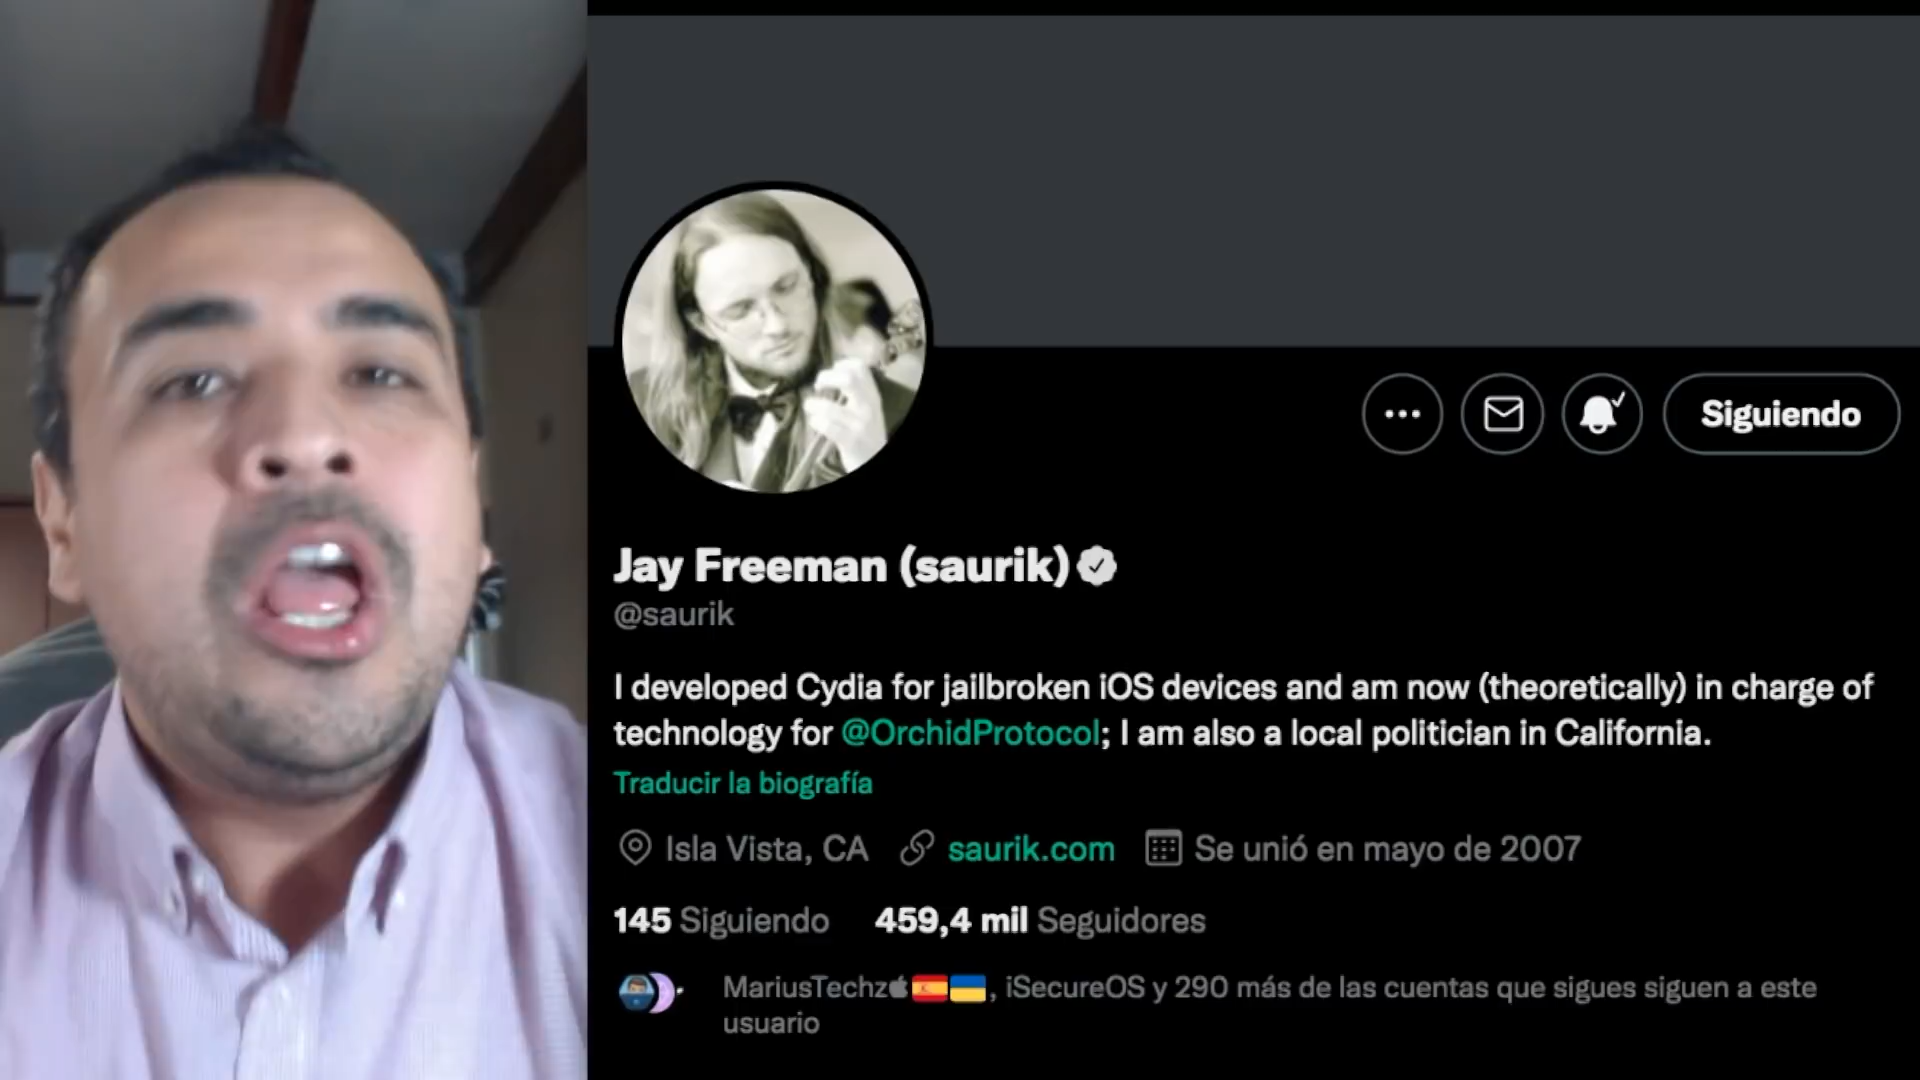 Siguiendo
Jay Freeman (saurik)
@saurik
I developed Cydia for jailbroken iOS devices and am now (theoretically) in charge of
technology for @OrchidProtocol; I am also a local politician in California.
Traducir la biografía
Isla Vista, CA saurik.com Se unió en mayo de 2007
145 Siguiendo 459,4 mil Seguidores
MariusTechz🇪🇸🇺🇦, iSecureOS y 290 más de las cuentas que sigues siguen a este
usuario